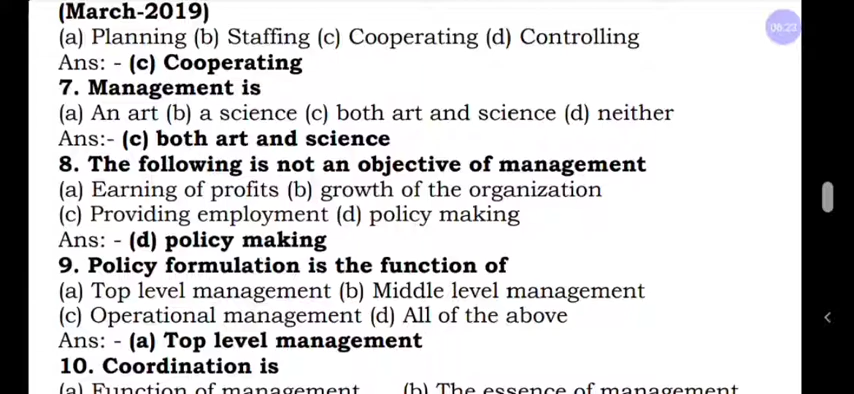 (March-2019)
(a) Planning (b) Staffing (c) Cooperating (d) Controlling
Ans: - (c) Cooperating
7. Management is
(a) An art (b) a science (c) both art and science (d) neither
Ans:- (c) both art and science
8. The following is not an objective of management
(a) Earning of profits (b) growth of the organization
(c) Providing employment (d) policy making
Ans: - (d) policy making
9. Policy formulation is the function of
(a) Top level management (b) Middle level management
(c) Operational management (d) All of the above
Ans: - (a) Top level management
10. Coordination is
(a) Function of management (b) The essence of management
06:23